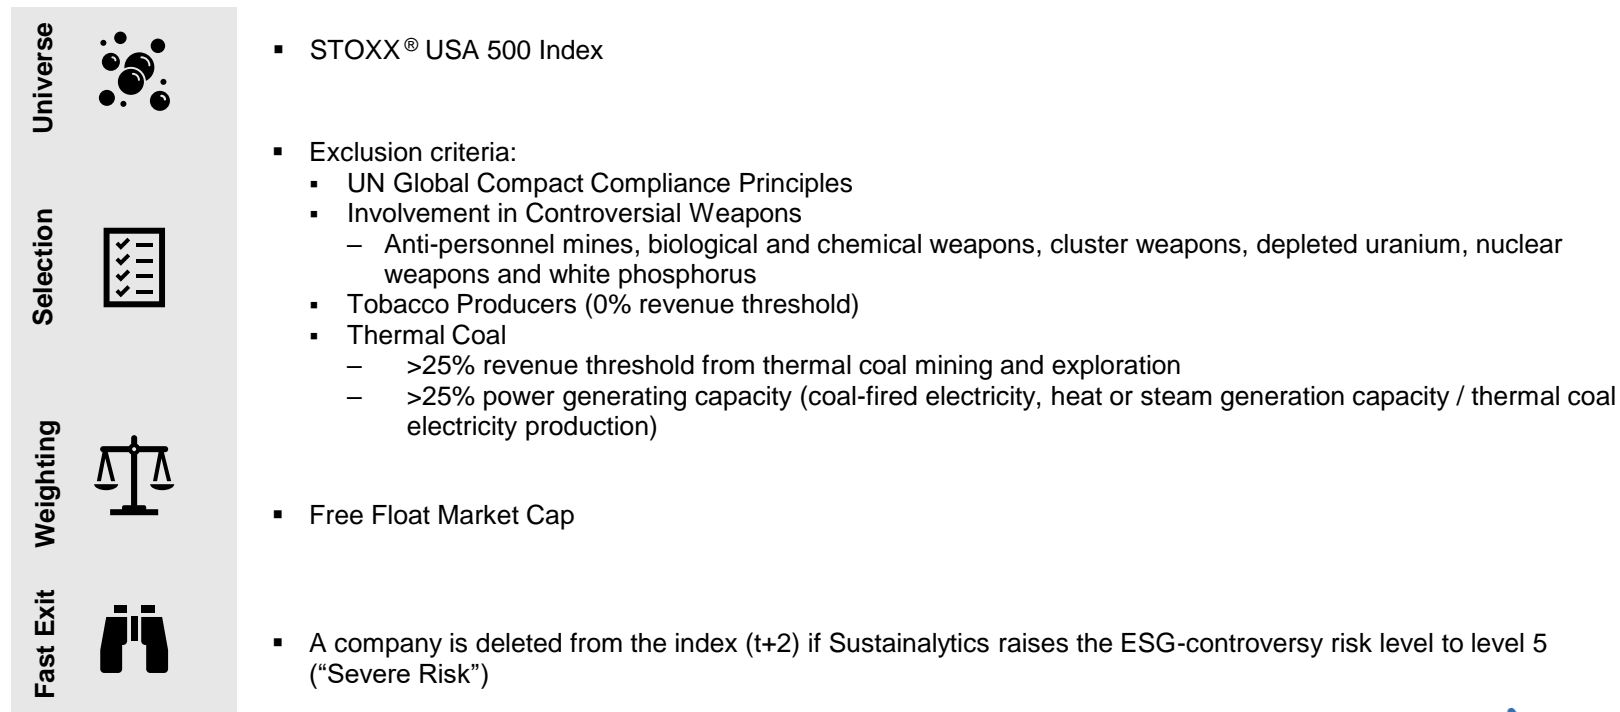 Universe
▪ STOXX® USA 500 Index
Selection
▪ Exclusion criteria:
▪ UN Global Compact Compliance Principles
▪ Involvement in Controversial Weapons
– Anti-personnel mines, biological and chemical weapons, cluster weapons, depleted uranium, nuclear
weapons and white phosphorus
▪ Tobacco Producers (0% revenue threshold)
▪ Thermal Coal
– >25% revenue threshold from thermal coal mining and exploration
– >25% power generating capacity (coal-fired electricity, heat or steam generation capacity / thermal coal
electricity production)
Weighting
▪ Free Float Market Cap
Fast Exit
▪ A company is deleted from the index (t+2) if Sustainalytics raises the ESG-controversy risk level to level 5
(“Severe Risk”)